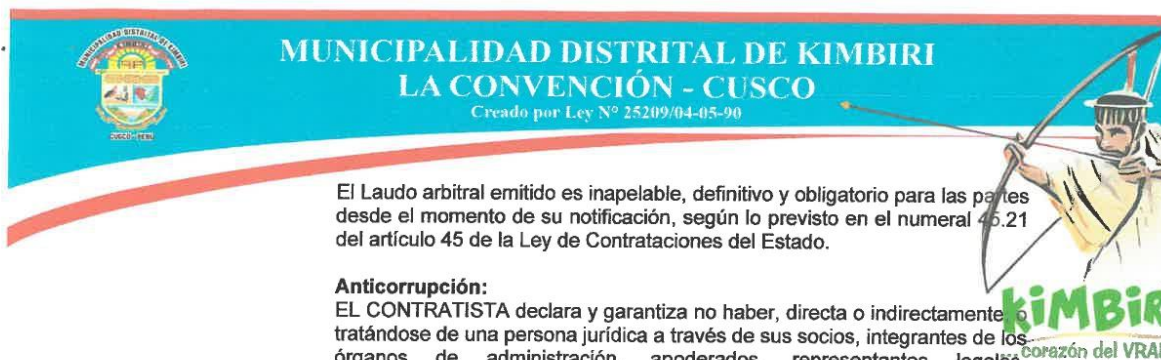 MUNICIPALIDAD DISTRITAL DE KIMBIRI
LA CONVENCIÓN - CUSCO
Creado por Ley N° 25209/04-05-90
CUSCO - PERÚ
El Laudo arbitral emitido es inapelable, definitivo y obligatorio para las partes
desde el momento de su notificación, según lo previsto en el numeral 45.21
del artículo 45 de la Ley de Contrataciones del Estado.
Anticorrupción:
EL CONTRATISTA declara y garantiza no haber, directa o indirectamente, o
tratándose de una persona jurídica a través de sus socios, integrantes de los
órganos de administración, apoderados, representantes
KiMBiR
corazón del VRA